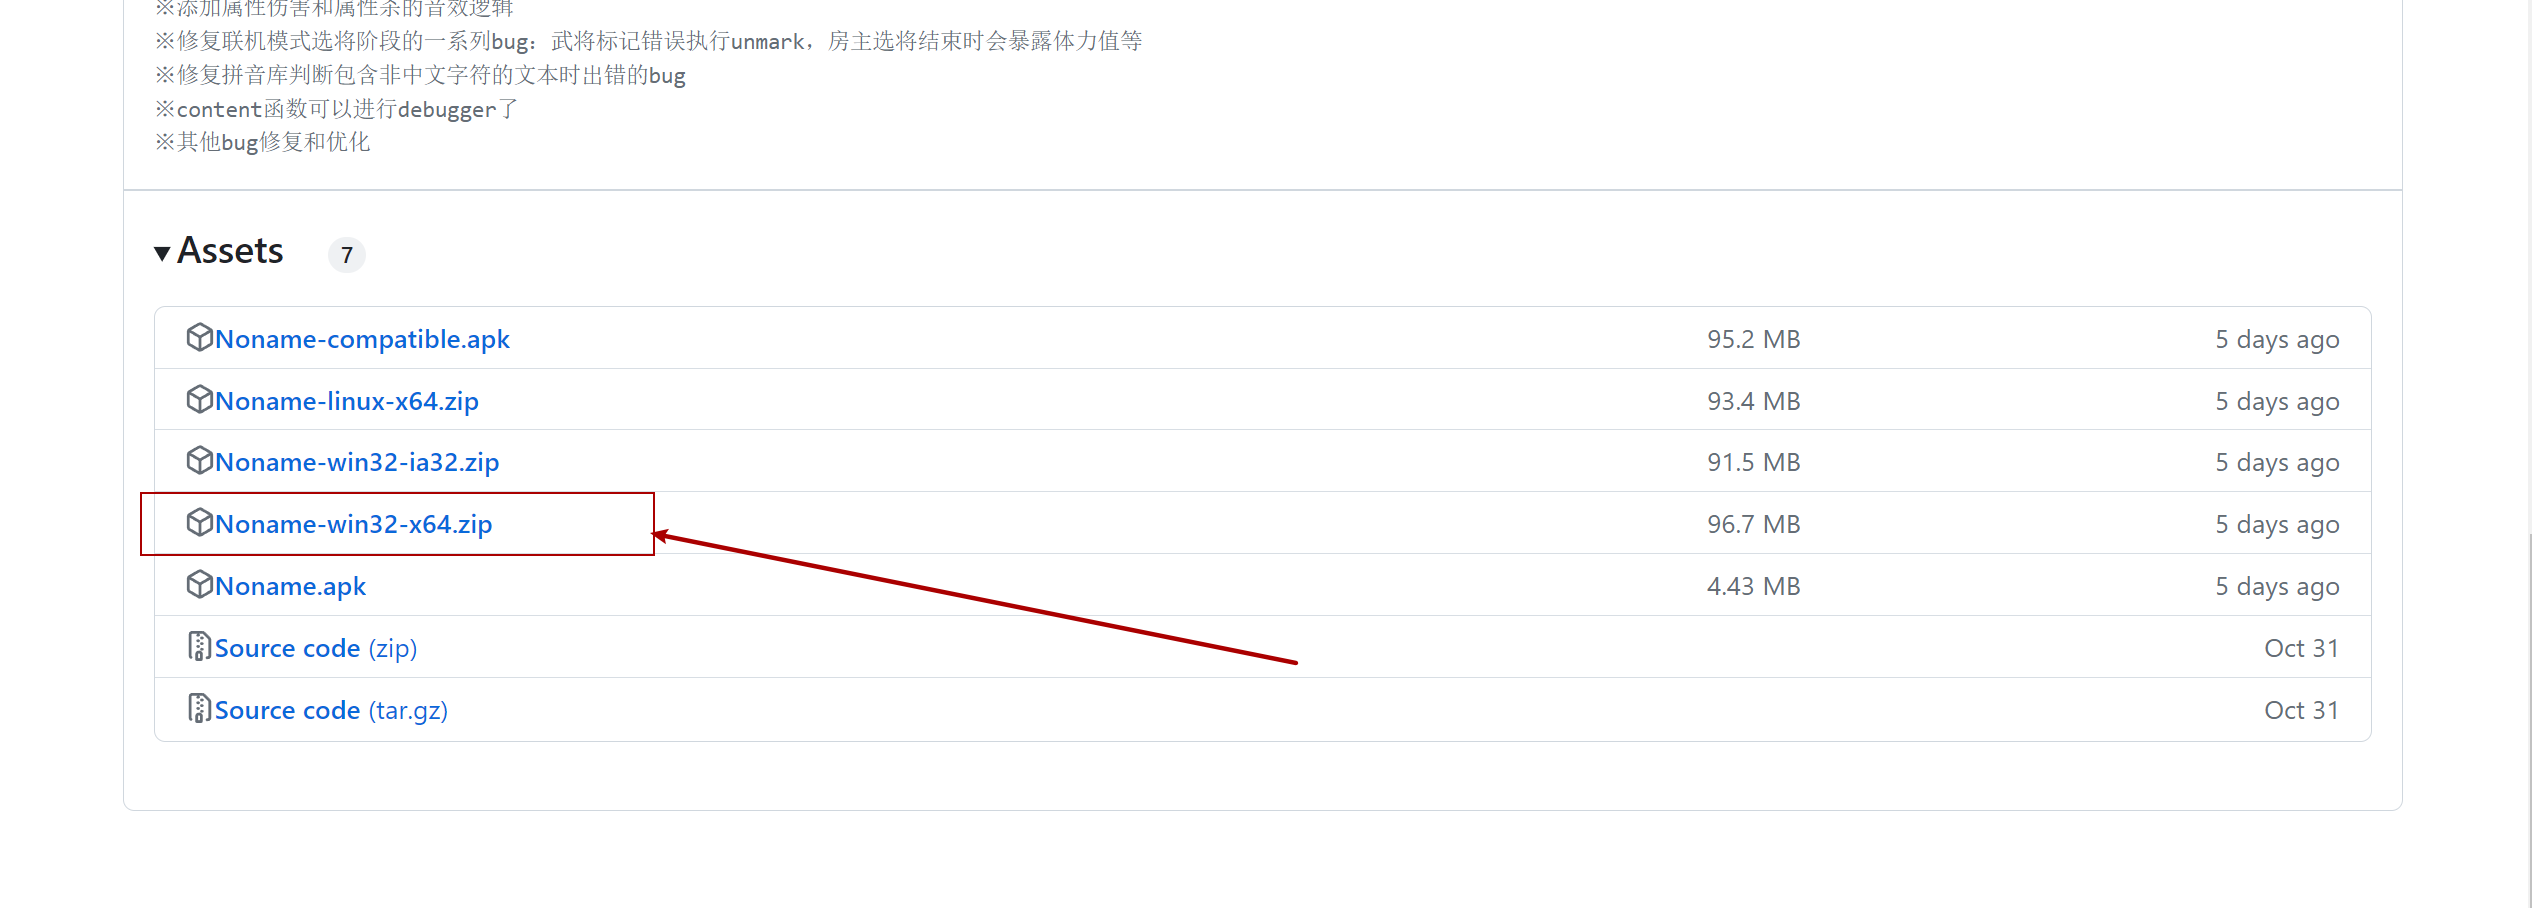 ※添加属性伤害和属性杀的音效逻辑
※修复联机模式选将阶段的一系列bug：武将标记错误执行unmark，房主选将结束时会暴露体力值等
※修复拼音库判断包含非中文字符的文本时出错的bug
※content函数可以进行debugger了
※其他bug修复和优化
Assets 7
Noname-compatible.apk 95.2 MB 5 days ago
Noname-linux-x64.zip 93.4 MB 5 days ago
Noname-win32-ia32.zip 91.5 MB 5 days ago
Noname-win32-x64.zip 96.7 MB 5 days ago
Noname.apk 4.43 MB 5 days ago
Source code (zip) Oct 31
Source code (tar.gz) Oct 31